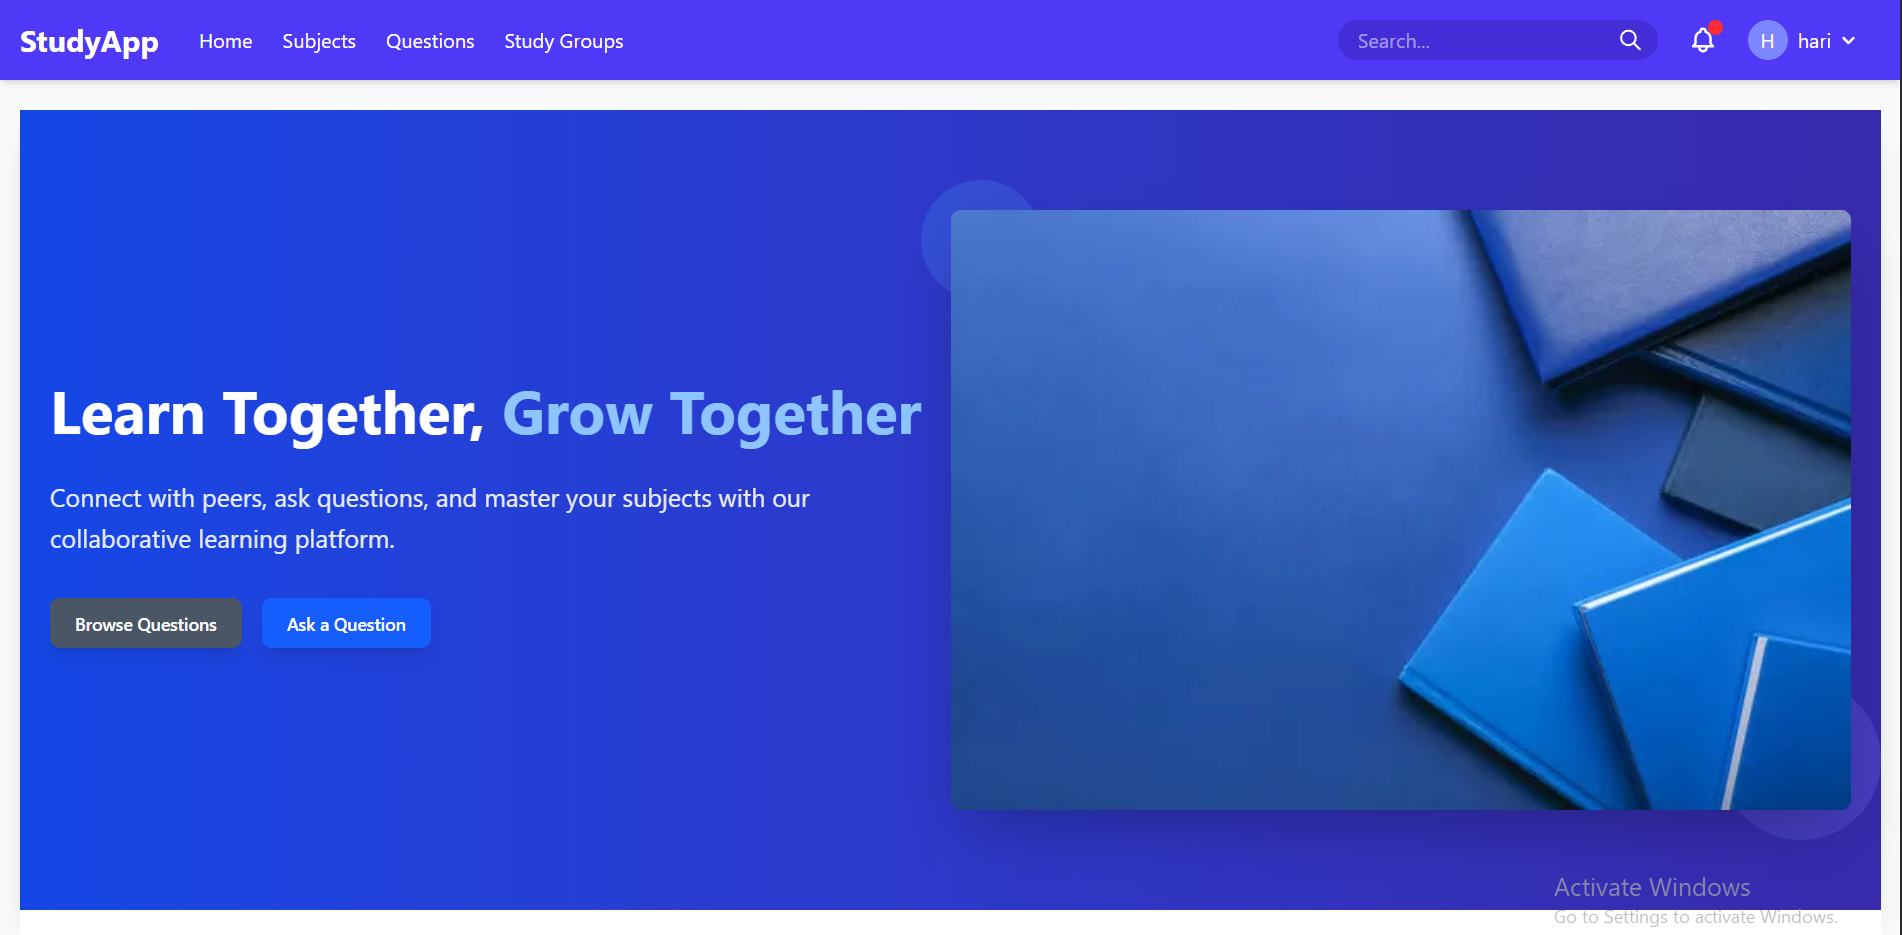 StudyApp
Home
Subjects
Questions
Study Groups
Search...
H
hari
Learn Together, Grow Together
Connect with peers, ask questions, and master your subjects with our
collaborative learning platform.
Browse Questions
Ask a Question
Activate Windows
Go to Settings to activate Windows.